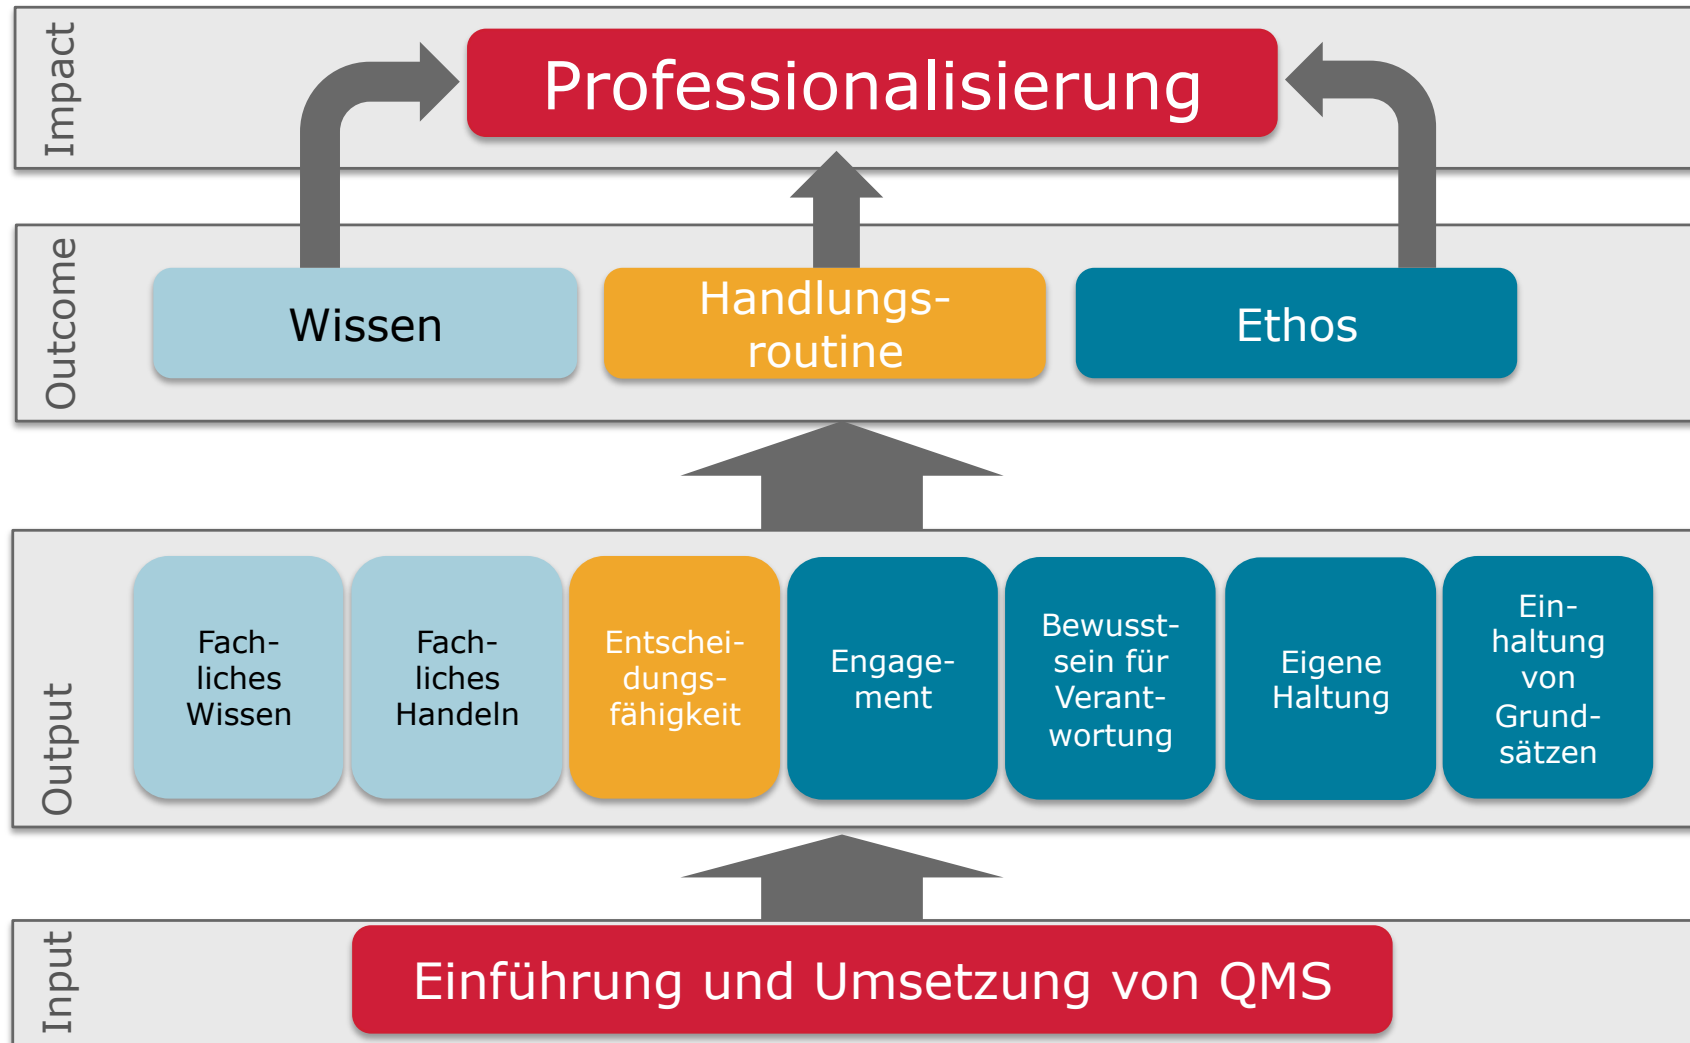 Impact
Professionalisierung
Outcome
Wissen
Handlungs-
routine
Ethos
Output
Fach-
liches
Wissen
Fach-
liches
Handeln
Entschei-
dungs-
fähigkeit
Engage-
ment
Bewusst-
sein für
Verant-
wortung
Eigene
Haltung
Ein-
haltung
von
Grund-
sätzen
Input
Einführung und Umsetzung von QMS